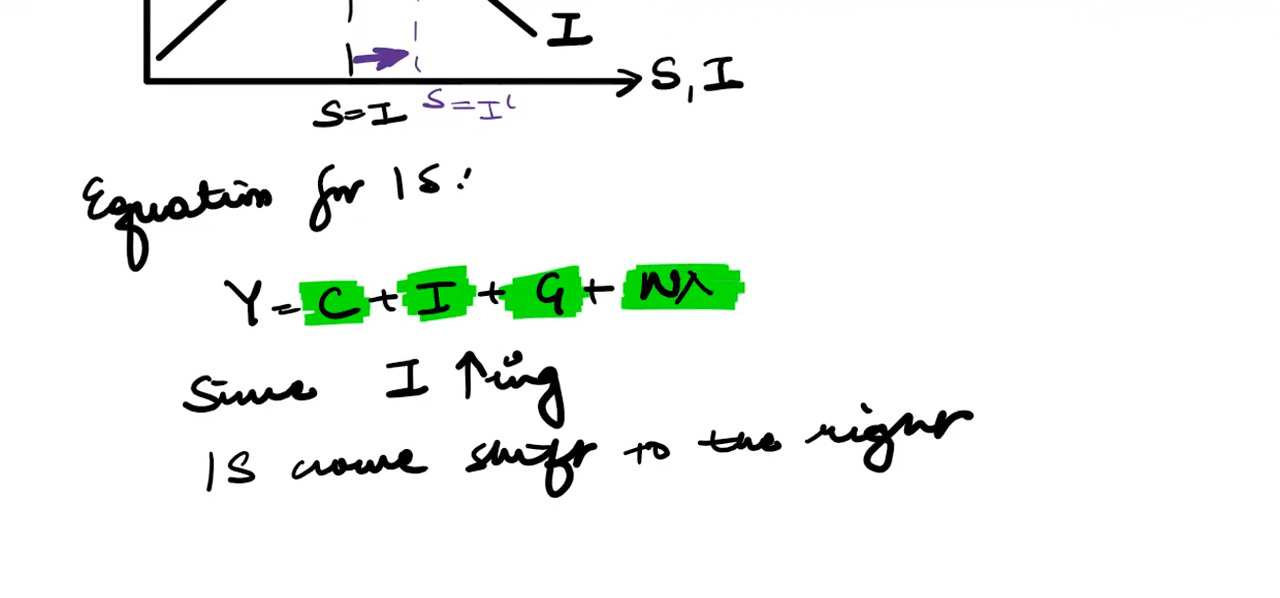 I
S, I
S=I S=I'
Equation for IS:
Y = C + I + G + NX
Since I ↑ing
IS curve shift to the right